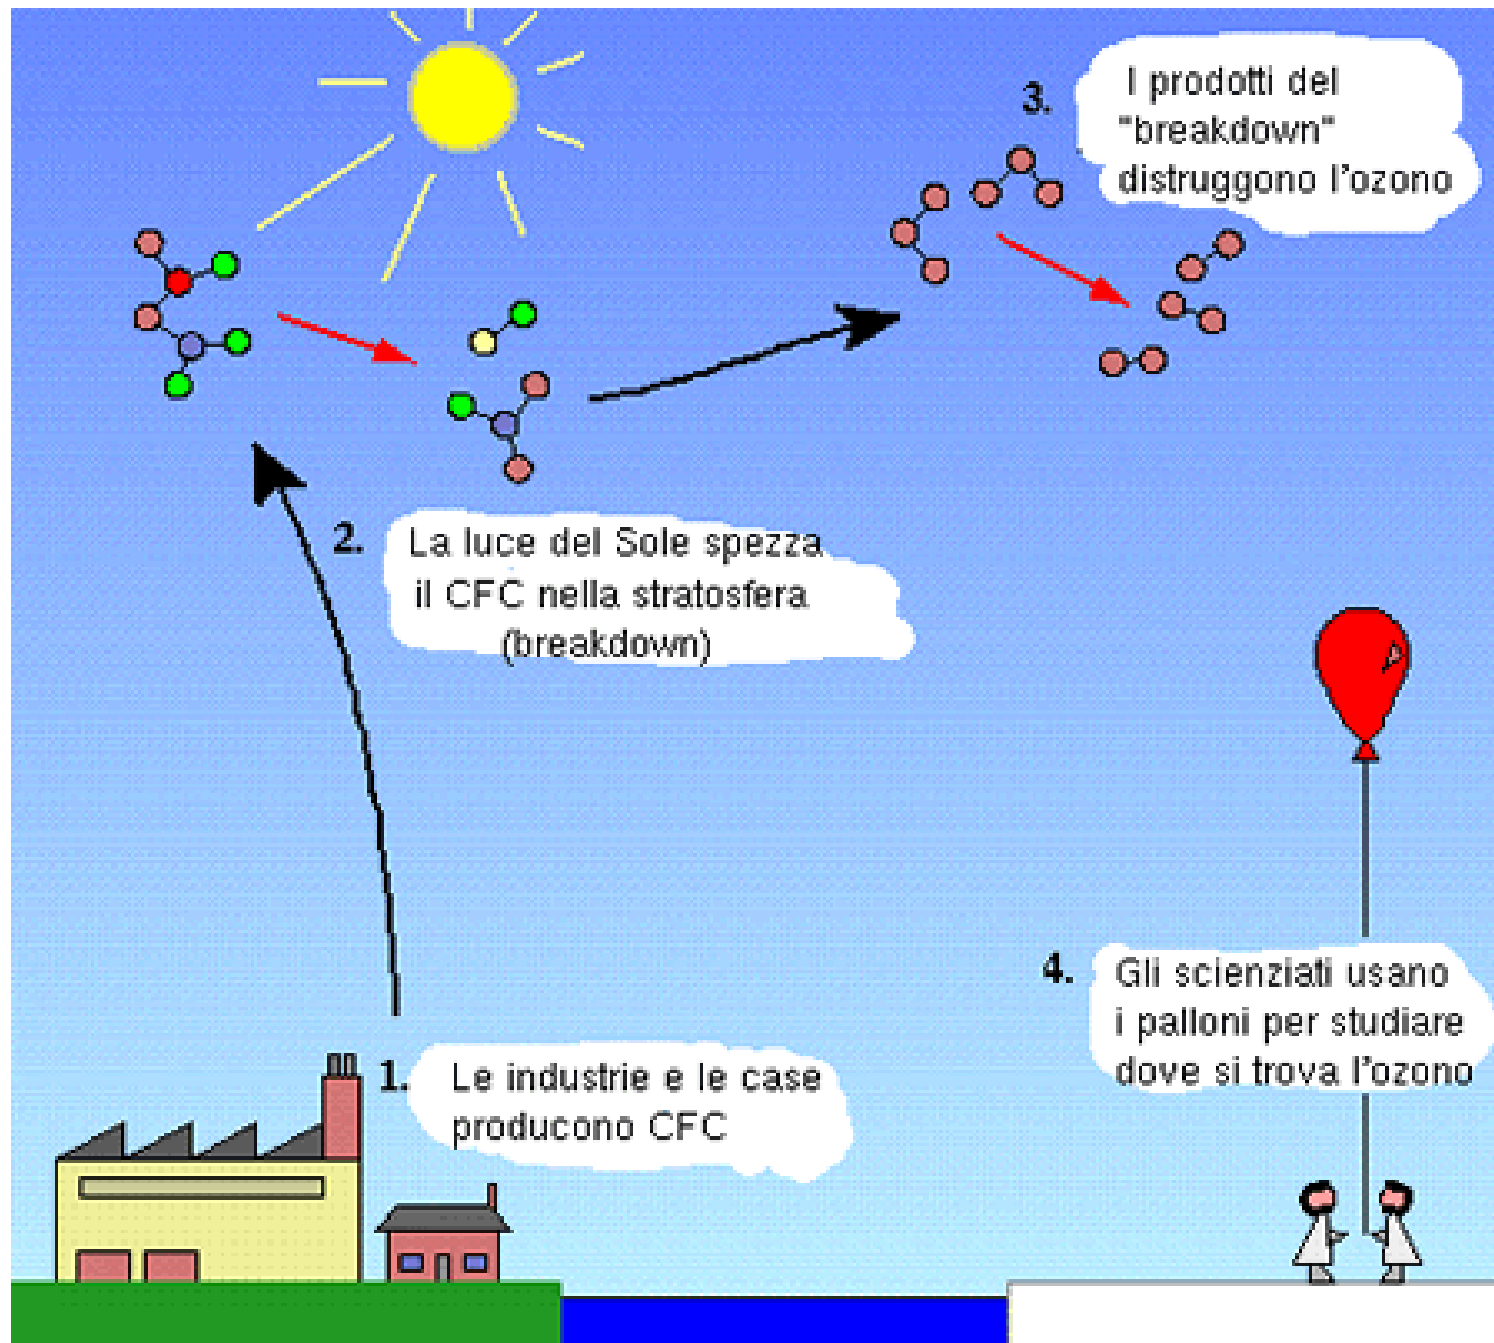 3. I prodotti del
"breakdown"
distruggono l'ozono
2. La luce del Sole spezza
il CFC nella stratosfera
(breakdown)
4. Gli scienziati usano
i palloni per studiare
dove si trova l'ozono
1. Le industrie e le case
producono CFC